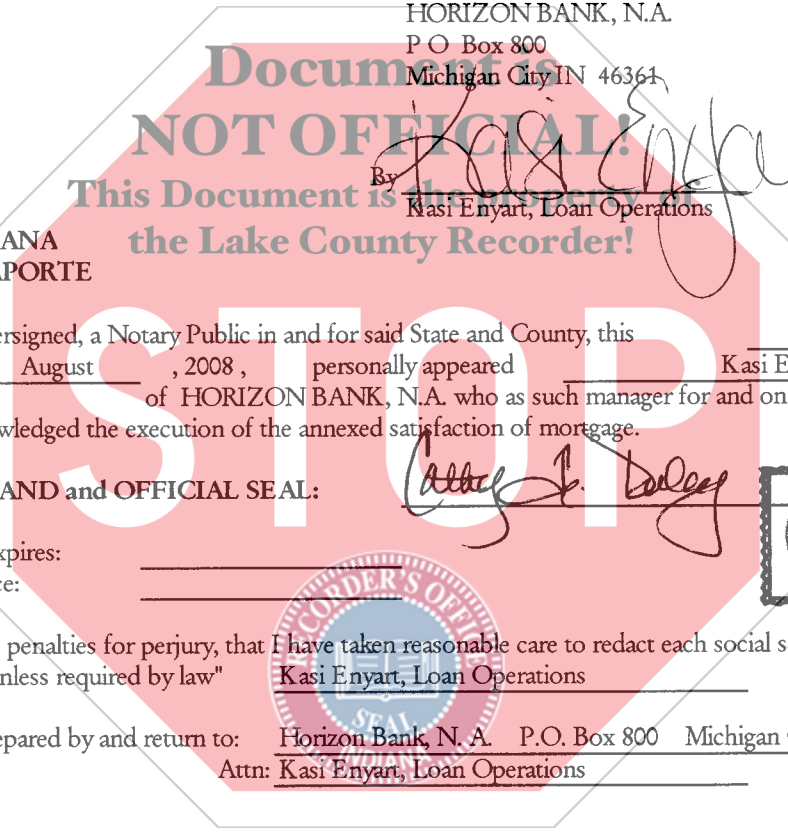 HORIZON BANK, N.A.
P O Box 800
Michigan City IN 46361
Document is
NOT OFFICIAL!
By Kasi Enya
This Document is the property of
Kasi Enyart, Loan Operations
the Lake County Recorder!
ANA
APORTE
STOP
ersigned, a Notary Public in and for said State and County, this
August , 2008 , personally appeared Kasi E
of HORIZON BANK, N.A. who as such manager for and on
wledged the execution of the annexed satisfaction of mortgage.
AND and OFFICIAL SEAL:
xpires:
ce:
RECORDER'S OFFICE
penalties for perjury, that I have taken reasonable care to redact each social s
nless required by law" Kasi Enyart, Loan Operations
SEAL
INDIANA
epared by and return to: Horizon Bank, N. A. P.O. Box 800 Michigan
Attn: Kasi Enyart, Loan Operations